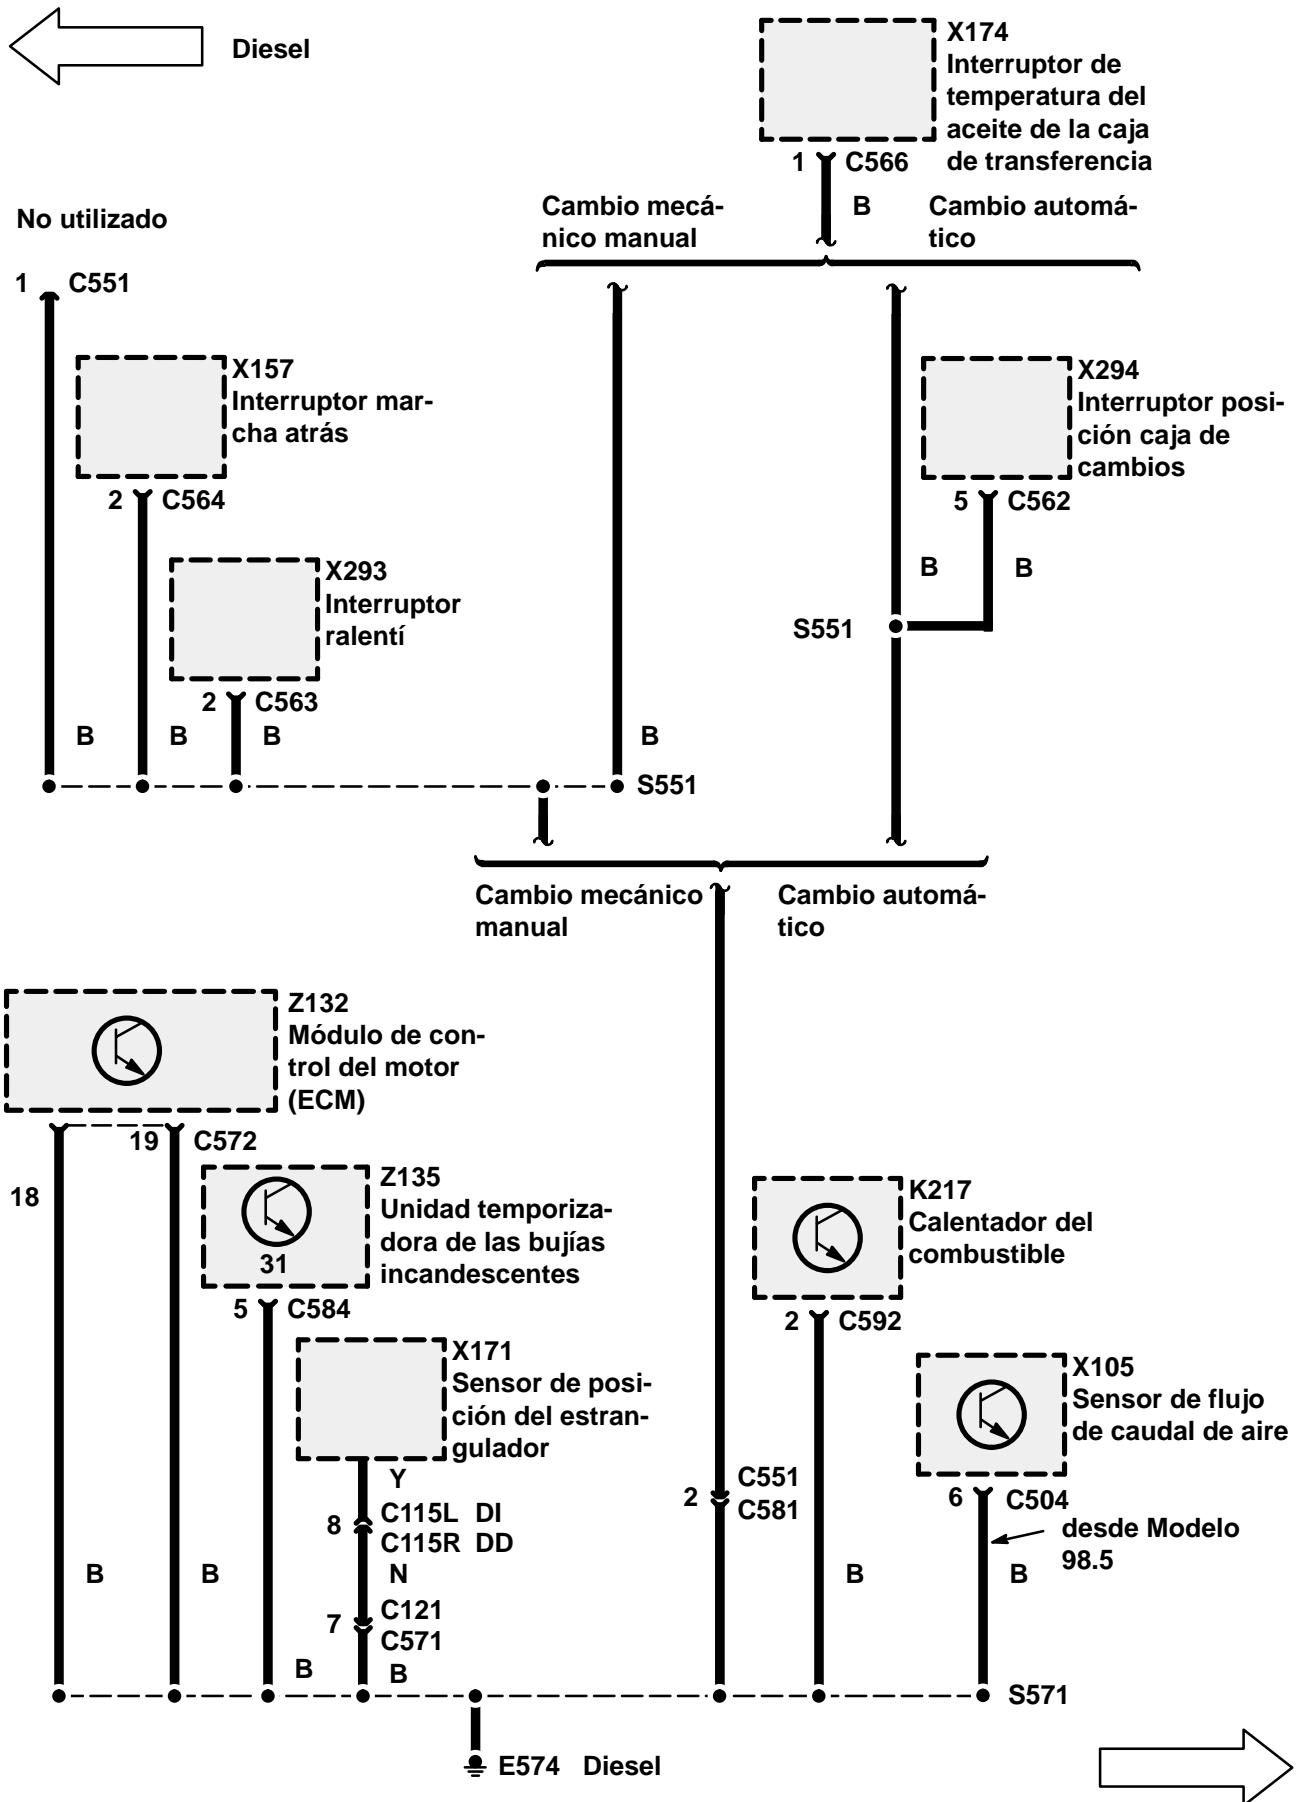 Diesel
X174
Interruptor de
temperatura del
aceite de la caja
de transferencia
1 C566
B
Cambio mecá-
nico manual
Cambio automá-
tico
No utilizado
1 C551
X157
Interruptor mar-
cha atrás
2 C564
X294
Interruptor posi-
ción caja de
cambios
5 C562
B B
X293
Interruptor
ralentí
2 C563
S551
B B B B
S551
Cambio mecánico
manual
Cambio automá-
tico
Z132
Módulo de con-
trol del motor
(ECM)
19 C572
18
Z135
Unidad temporiza-
dora de las bujías
incandescentes
31
5 C584
K217
Calentador del
combustible
2 C592
X171
Sensor de posi-
ción del estran-
gulador
Y
X105
Sensor de flujo
de caudal de aire
6 C504
desde Modelo
98.5
2 C551
C581
8 C115L DI
C115R DD
N
B B B B
7 C121
C571
B B
S571
E574 Diesel